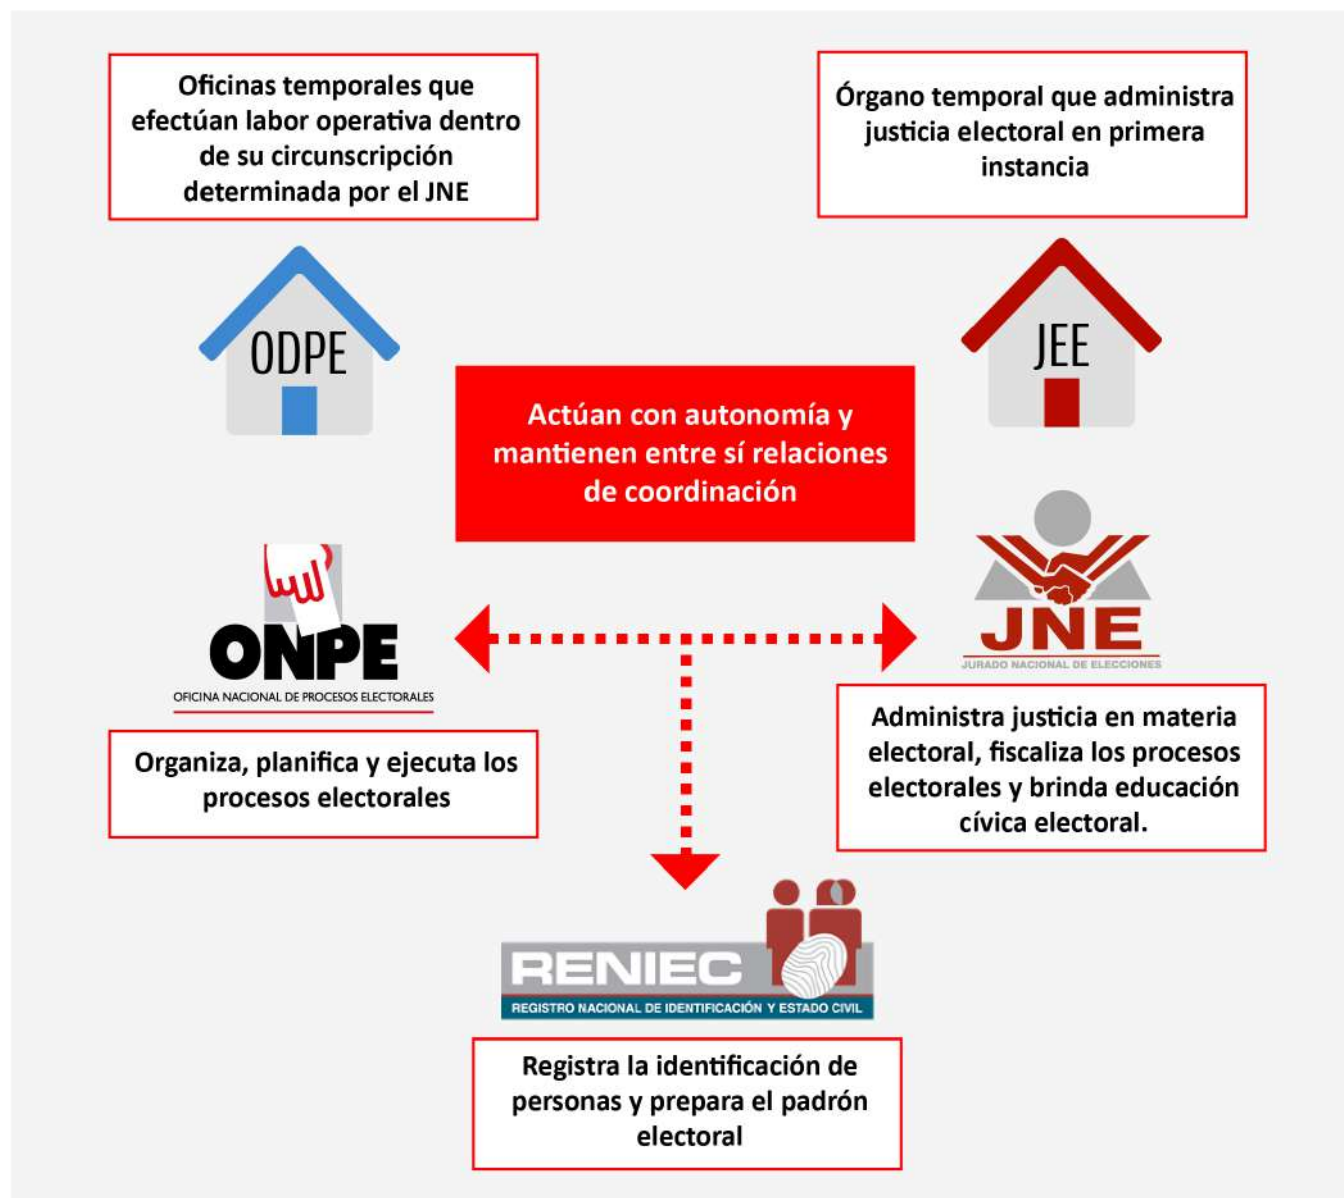 Oficinas temporales que
efectúan labor operativa dentro
de su circunscripción
determinada por el JNE
Órgano temporal que administra
justicia electoral en primera
instancia
ODPE
JEE
Actúan con autonomía y
mantienen entre sí relaciones
de coordinación
ONPE
OFICINA NACIONAL DE PROCESOS ELECTORALES
JNE
JURADO NACIONAL DE ELECCIONES
Organiza, planifica y ejecuta los
procesos electorales
Administra justicia en materia
electoral, fiscaliza los procesos
electorales y brinda educación
cívica electoral.
RENIEC
REGISTRO NACIONAL DE IDENTIFICACIÓN Y ESTADO CIVIL
Registra la identificación de
personas y prepara el padrón
electoral